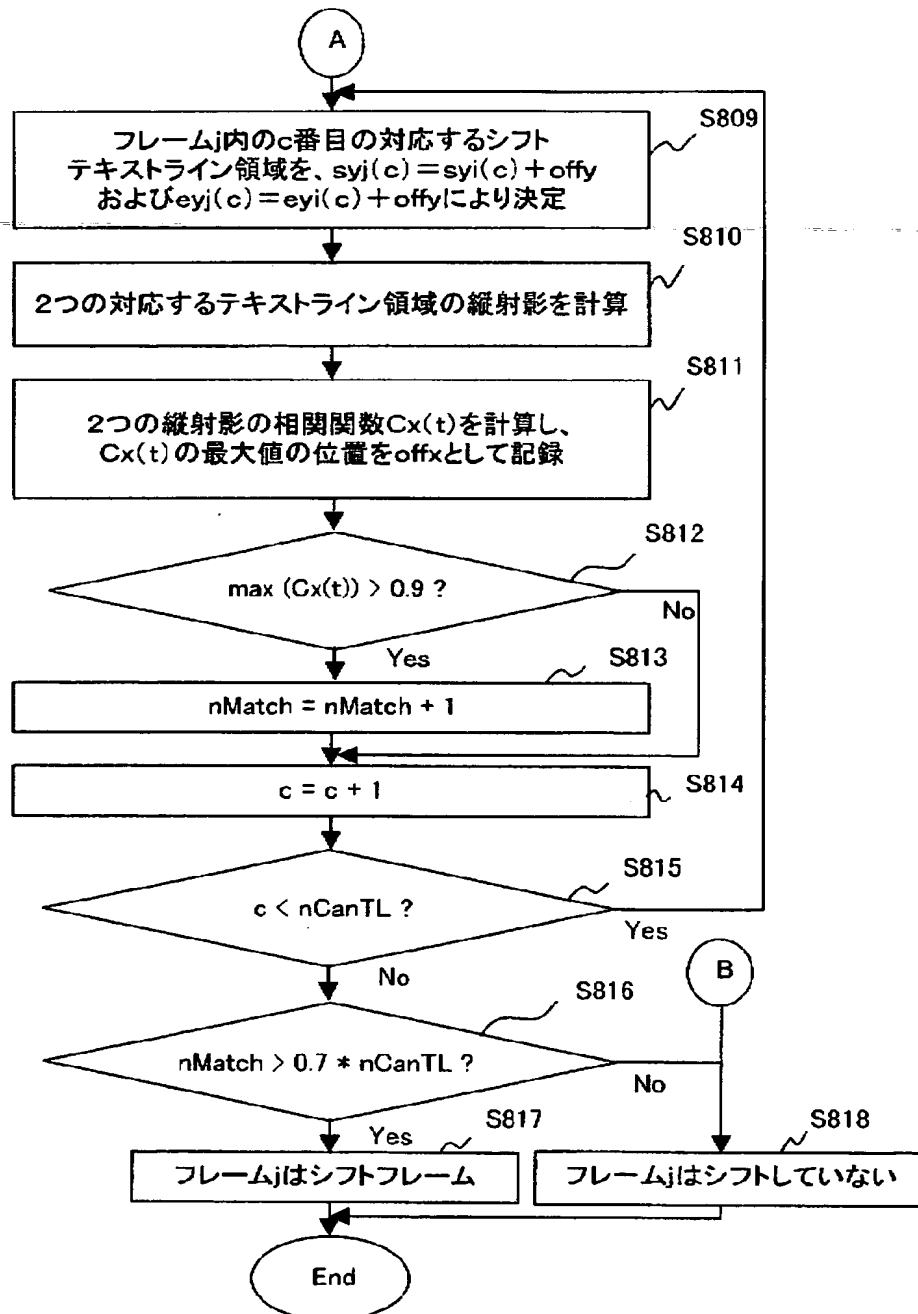 A
フレームj内のc番目の対応するシフト
テキストライン領域を、syj(c)=syi(c)+offy
およびeyj(c)=eyi(c)+offyにより決定
S809
S810
2つの対応するテキストライン領域の縦射影を計算
S811
2つの縦射影の相関関数Cx(t)を計算し、
Cx(t)の最大値の位置をoffxとして記録
S812
max (Cx(t)) > 0.9 ?
No
Yes
S813
nMatch = nMatch + 1
S814
c = c + 1
S815
c < nCanTL ?
Yes
No
B
S816
nMatch > 0.7 * nCanTL ?
No
Yes
S817
S818
フレームjはシフトフレーム
フレームjはシフトしていない
End